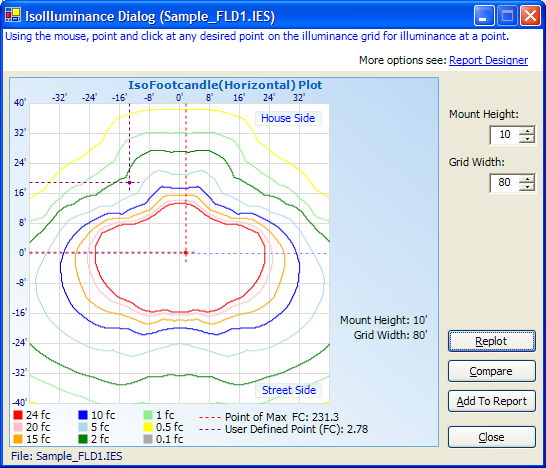 IsoIlluminance Dialog (Sample_FLD1.IES)
Using the mouse, point and click at any desired point on the illuminance grid for illuminance at a point.
More options see: Report Designer
IsoFootcandle(Horizontal) Plot
40' -32' -24' -16' -8' 0' 8' 16' 24' 32'
House Side
32'
24'
16'
8'
0'
-8'
-16'
-24'
-32'
-40'
Street Side
Mount Height:
10
Grid Width:
80
Mount Height: 10'
Grid Width: 80'
Replot
Compare
Add To Report
Close
24 fc 10 fc 1 fc
20 fc 5 fc 0.5 fc
15 fc 2 fc 0.1 fc
Point of Max FC: 231.3
User Defined Point (FC): 2.78
File: Sample_FLD1.IES